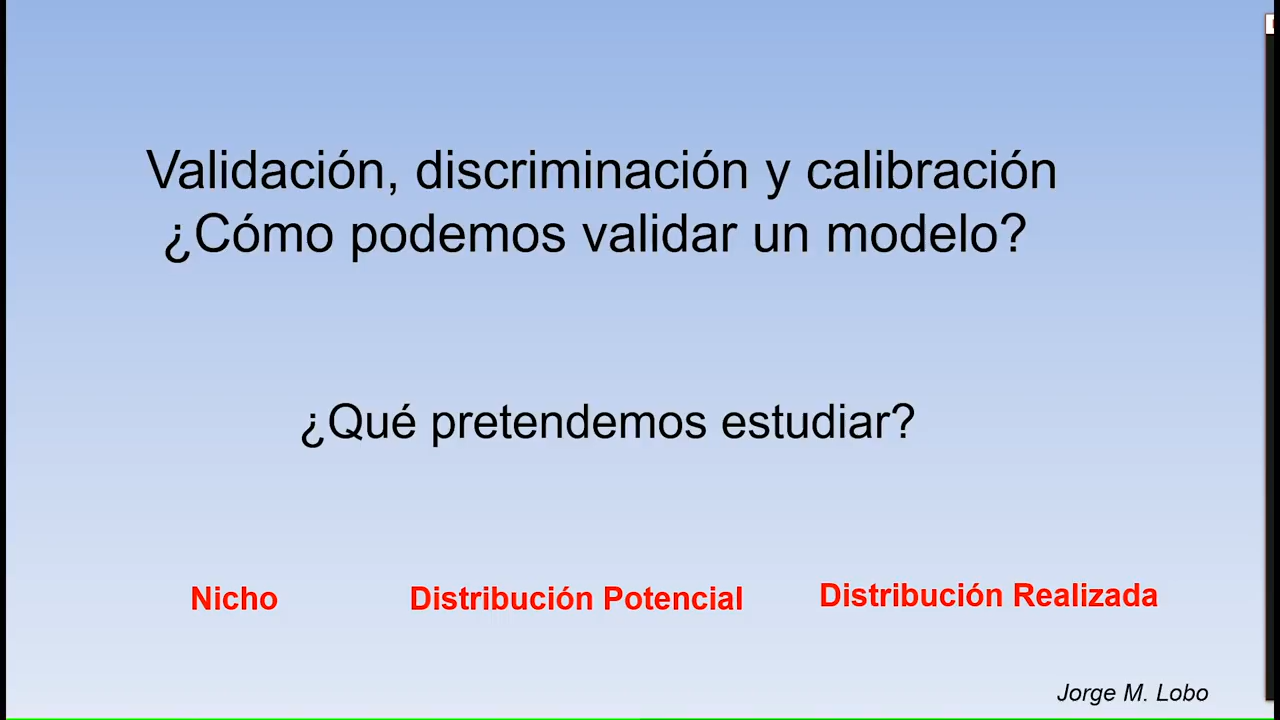 Validación, discriminación y calibración
¿Cómo podemos validar un modelo?
¿Qué pretendemos estudiar?
Nicho
Distribución Potencial
Distribución Realizada
Jorge M. Lobo